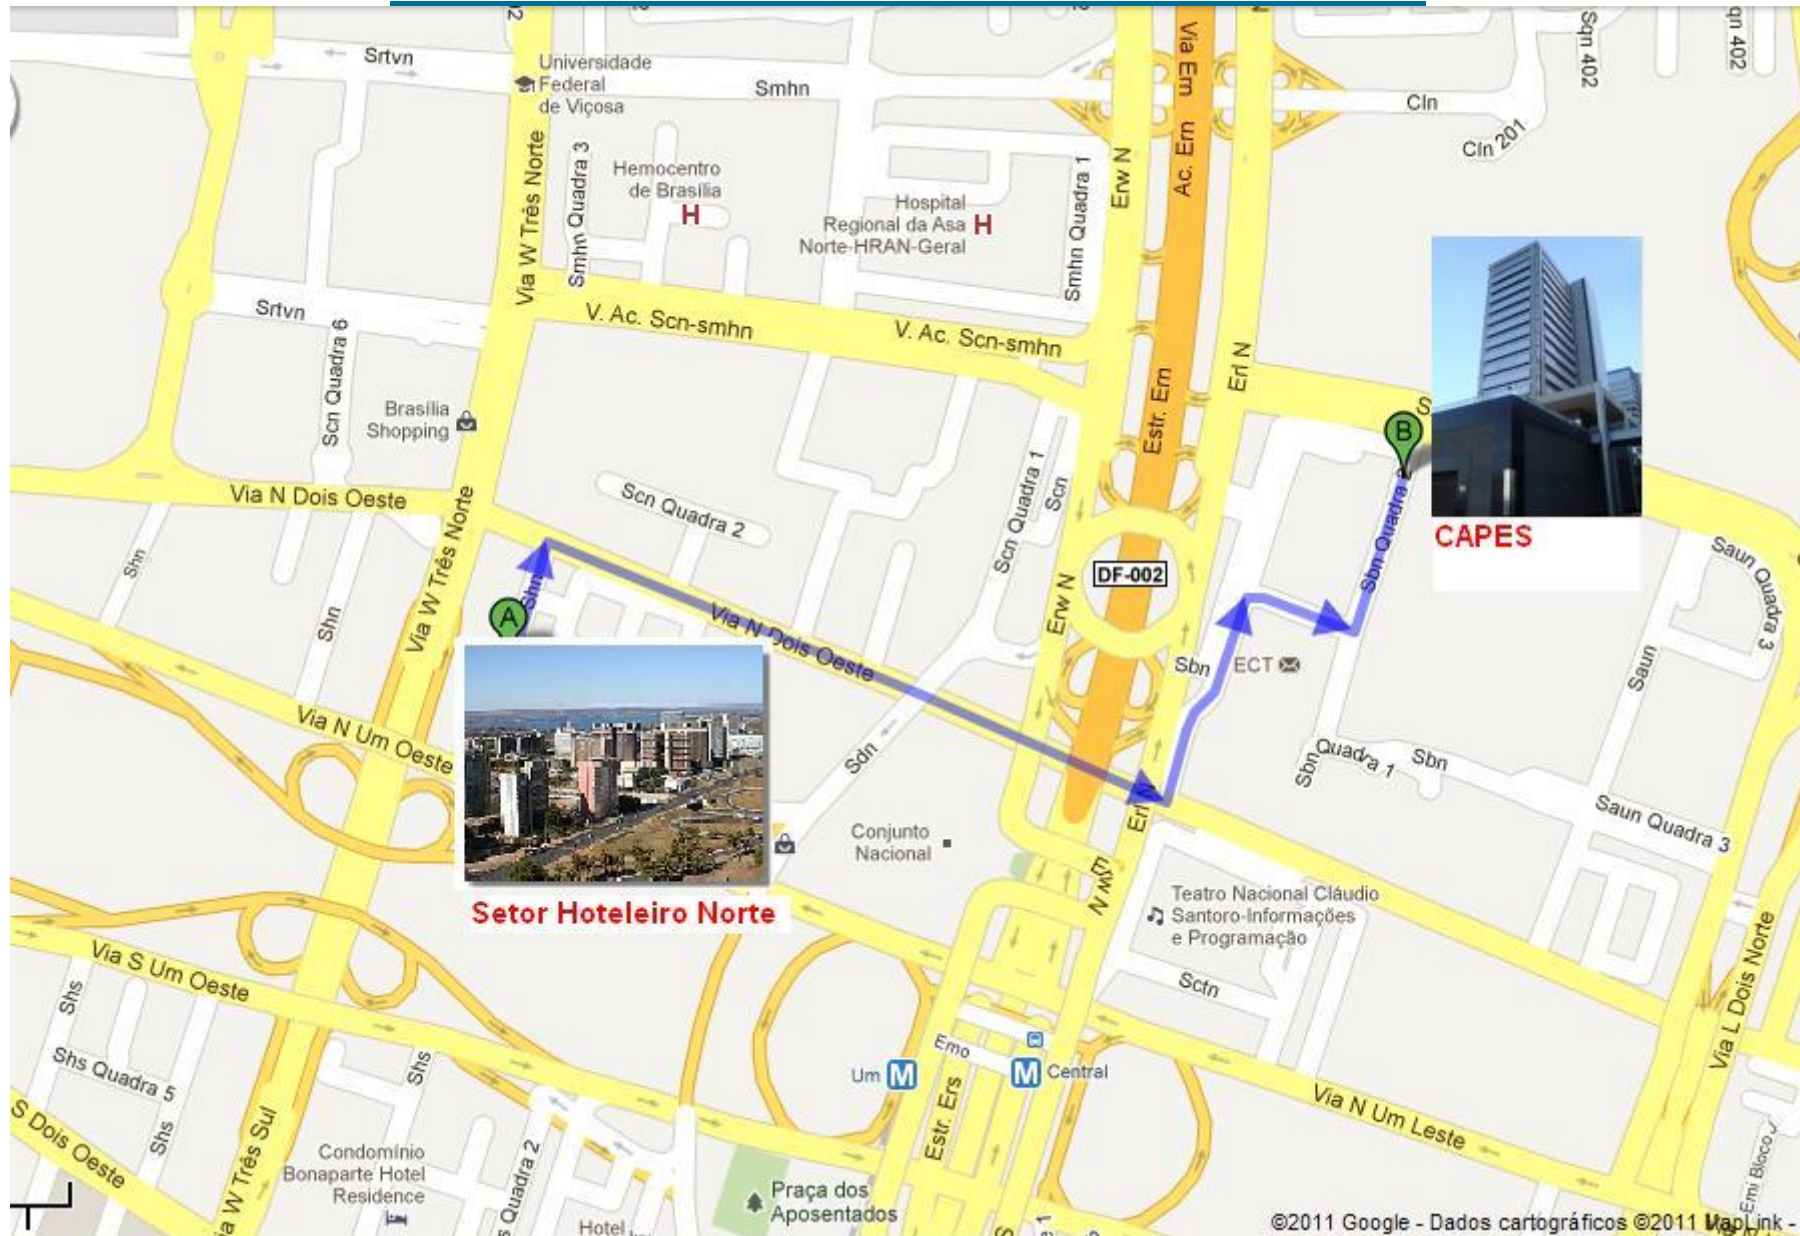 Srtvn
Universidade
Federal
de Viçosa
Smhn
Via Ern
Ac. Ern
Cln
Cln 201
Sqn 402
qn 402
Via W Três Norte
Smhn Quadra 3
Hemocentro
de Brasília
H
Hospital
Regional da Asa
Norte-HRAN-Geral
H
Smhn Quadra 1
Erw N
Srtvn
Scn Quadra 6
V. Ac. Scn-smhn
V. Ac. Scn-smhn
Erl N
Estr. Ern
Brasília
Shopping
B
CAPES
Via N Dois Oeste
Via W Três Norte
Scn Quadra 2
Scn Quadra 1
Scn
Sbn Quadra
Saun Quadra 3
DF-002
Shn
Shn
Shn
A
Via N Dois Oeste
Erw N
Sbn
ECT
Saun
Via N Um Oeste
Sdn
Sbn
Quadra 1
Sbn
Saun Quadra 3
Conjunto
Nacional
Erl N
Erw N
Setor Hoteleiro Norte
Teatro Nacional Cláudio
Santoro-Informações
e Programação
Via S Um Oeste
Shs
Sctn
Via L Dois Norte
Shs Quadra 5
Shs
Shs
Um M
Emo
M Central
Estr. Ers
Via N Um Leste
S Dois Oeste
Via W Três Sul
Condomínio
Bonaparte Hotel
Residence
s Quadra 2
Hotel
Praça dos
Aposentados
Emi Bloco
©2011 Google - Dados cartográficos ©2011 MapLink -